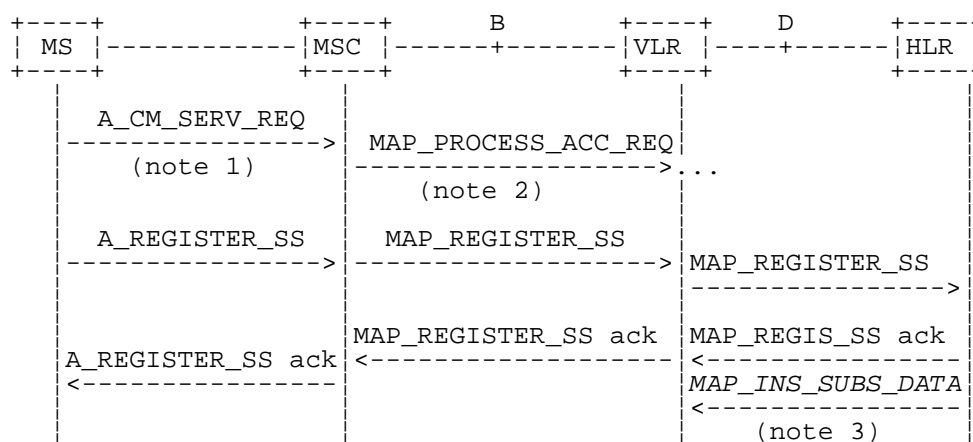 B D
MS MSC VLR HLR
A_CM_SERV_REQ
MAP_PROCESS_ACC_REQ
(note 1) ...
(note 2)
A_REGISTER_SS MAP_REGISTER_SS
MAP_REGISTER_SS
MAP_REGISTER_SS ack MAP_REGIS_SS ack
A_REGISTER_SS ack
MAP_INS_SUBS_DATA
(note 3)